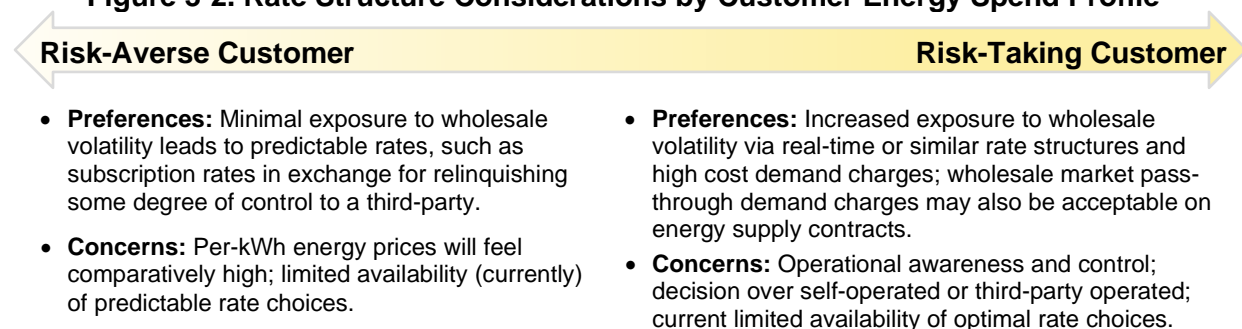 Figure 3-2. Rate Structure Considerations by Customer Energy Spend Profile
Risk-Averse Customer
Risk-Taking Customer
• Preferences: Minimal exposure to wholesale
volatility leads to predictable rates, such as
subscription rates in exchange for relinquishing
some degree of control to a third-party.
• Concerns: Per-kWh energy prices will feel
comparatively high; limited availability (currently)
of predictable rate choices.
• Preferences: Increased exposure to wholesale
volatility via real-time or similar rate structures and
high cost demand charges; wholesale market pass-
through demand charges may also be acceptable on
energy supply contracts.
• Concerns: Operational awareness and control;
decision over self-operated or third-party operated;
current limited availability of optimal rate choices.